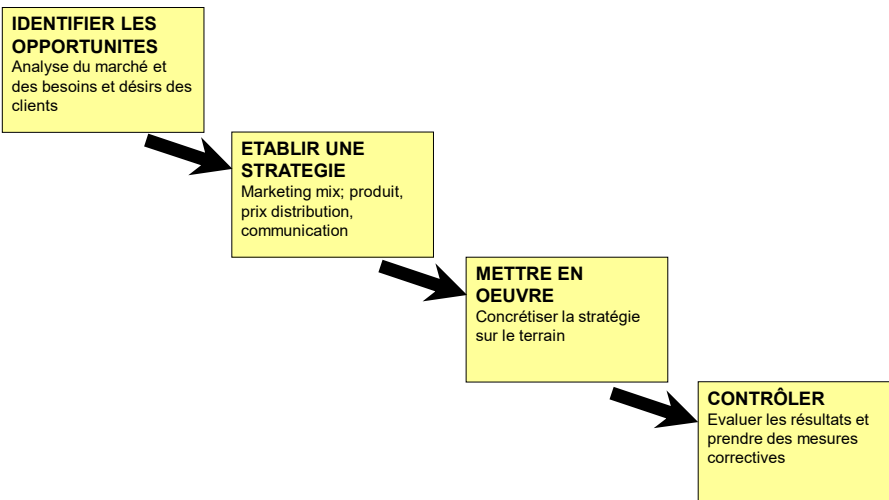 IDENTIFIER LES
OPPORTUNITES
Analyse du marché et
des besoins et désirs des
clients
ETABLIR UNE
STRATEGIE
Marketing mix; produit,
prix distribution,
communication
METTRE EN
OEUVRE
Concrétiser la stratégie
sur le terrain
CONTRÔLER
Evaluer les résultats et
prendre des mesures
correctives